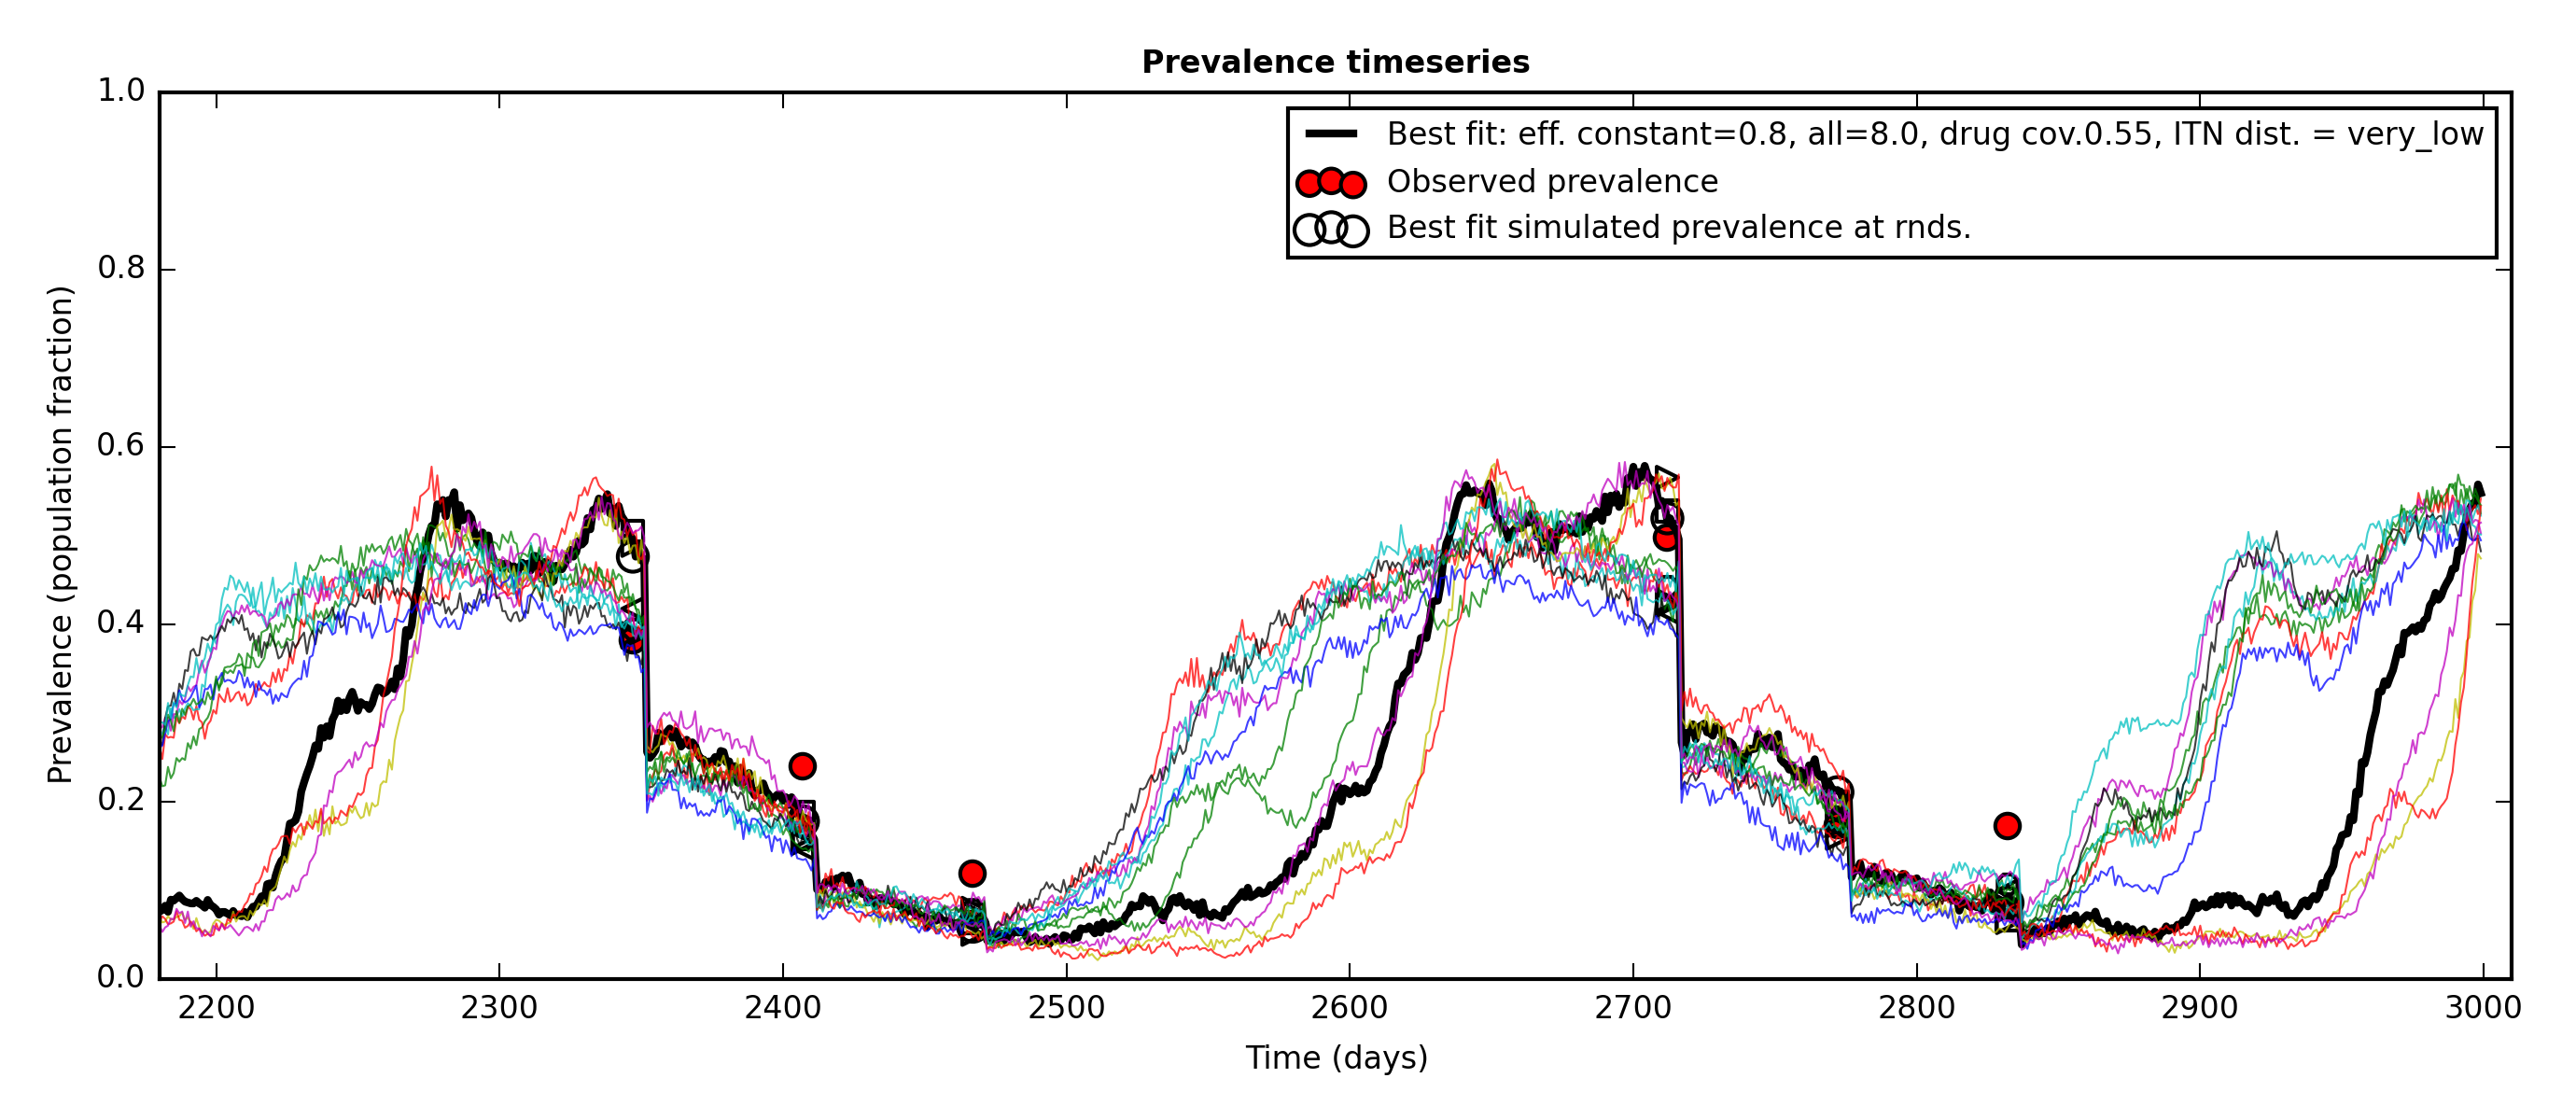 Prevalence timeseries
Best fit: eff. constant=0.8, all=8.0, drug cov.0.55, ITN dist. = very_low
Observed prevalence
Best fit simulated prevalence at rnds.
Prevalence (population fraction)
1.0
0.8
0.6
0.4
0.2
0.0
2200 2300 2400 2500 2600 2700 2800 2900 3000
Time (days)